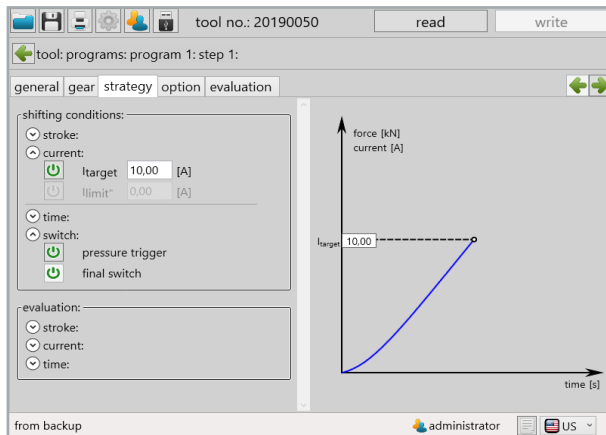 tool no.: 20190050 read write
tool: programs: program 1: step 1:
general gear strategy option evaluation
shifting conditions:
stroke:
current:
Itarget 10,00 [A]
Ilimit" 0,00 [A]
time:
switch:
pressure trigger
final switch
evaluation:
stroke:
current:
time:
force [kN]
current [A]
Itarget 10,00
time [s]
from backup administrator US